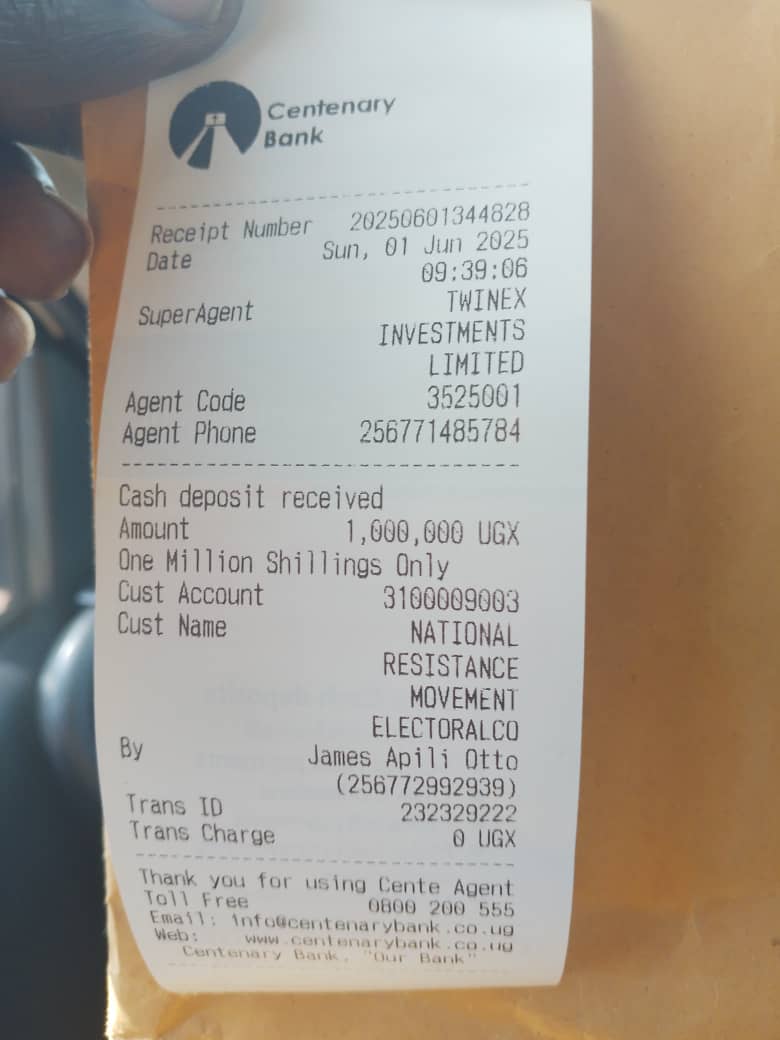 Centenary
Bank
Receipt Number 20250601344828
Date Sun, 01 Jun 2025
09:39:06
SuperAgent TWINEX
INVESTMENTS
LIMITED
Agent Code 3525001
Agent Phone 256771485784
Cash deposit received
Amount 1,000,000 UGX
One Million Shillings Only
Cust Account 3100009003
Cust Name NATIONAL
RESISTANCE
MOVEMENT
ELECTORALCO
By James Apili Otto
(256772992939)
Trans ID 232329222
Trans Charge 0 UGX
Thank you for using Cente Agent
Toll Free 0800 200 555
Email: info@centenarybank.co.ug
Web: www.centenarybank.co.ug
Centenary Bank, "Our Bank"